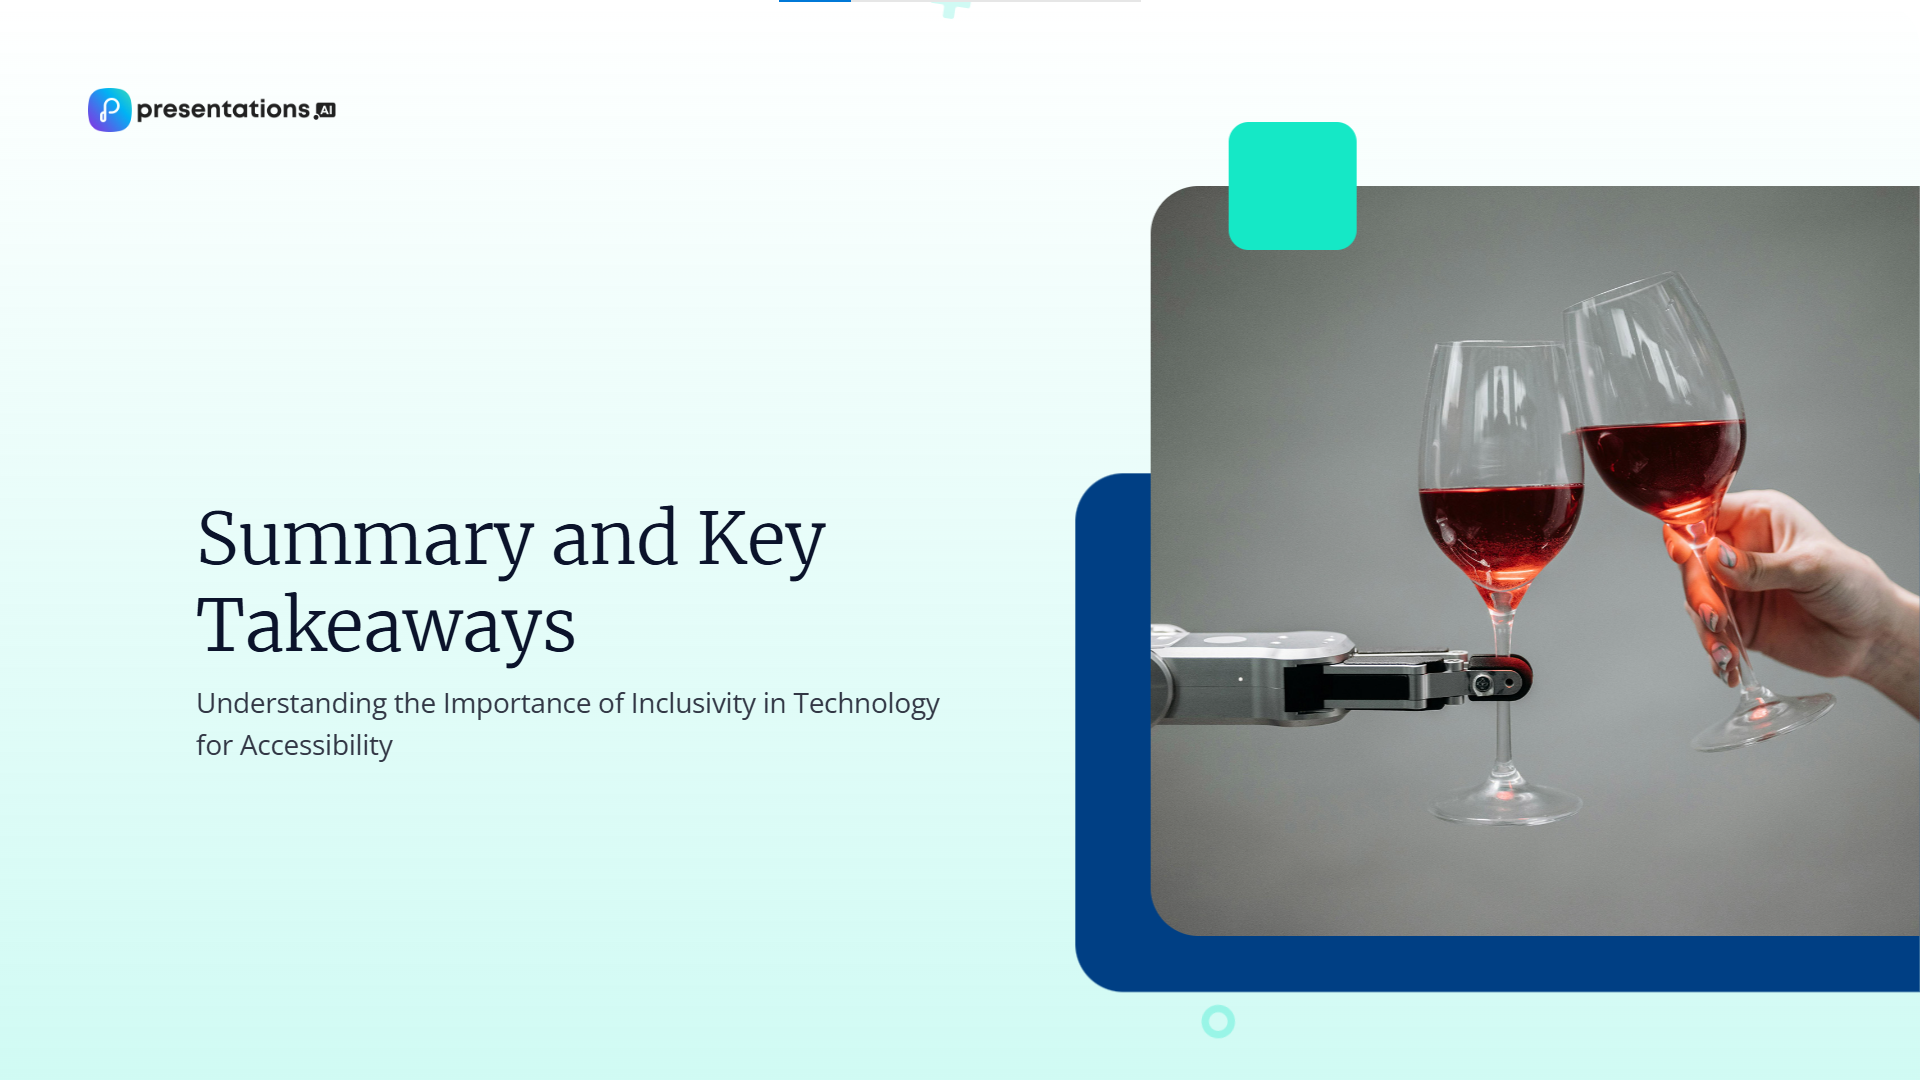 presentations.AI
Summary and Key
Takeaways
Understanding the Importance of Inclusivity in Technology
for Accessibility